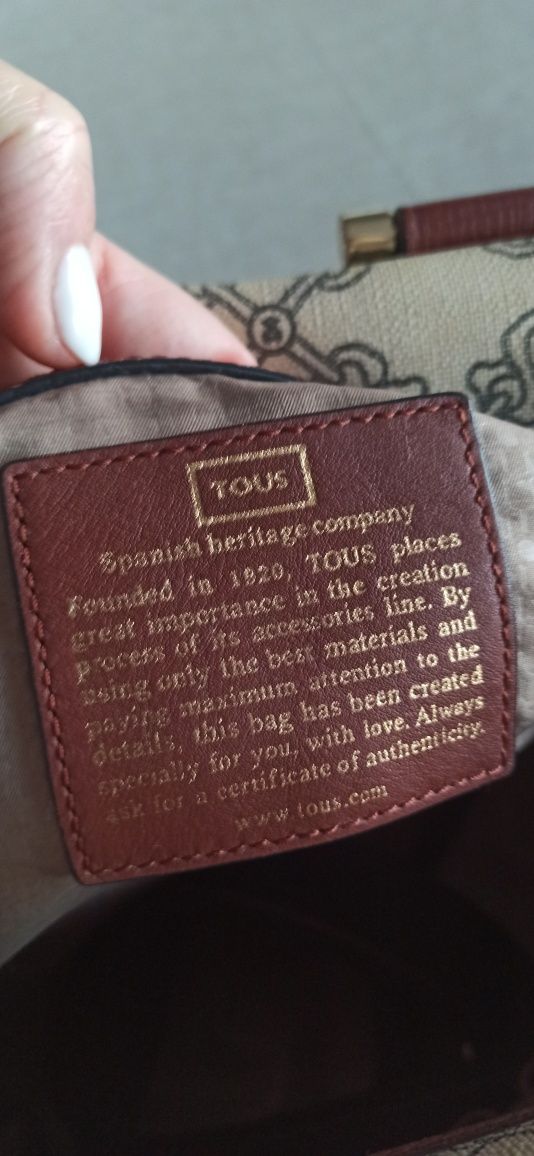 TOUS
Spanish heritage company
Founded in 1920, TOUS places
great importance in the creation
process of its accessories line. By
using only the best materials and
paying maximum attention to the
details, this bag has been created
specially for you, with love. Always
ask for a certificate of authenticity.
www.tous.com